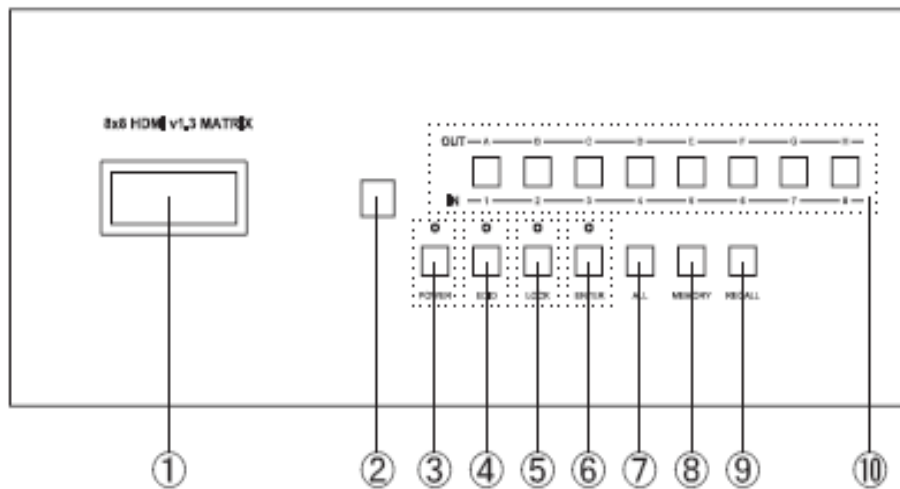 8x8 HDMI v1.3 MATRIX
OUT A B C D E F G H
IN 1 2 3 4 5 6 7 8
POWER EDID LOCK ENTER ALL MEMORY RECALL
① ② ③ ④ ⑤ ⑥ ⑦ ⑧ ⑨ ⑩